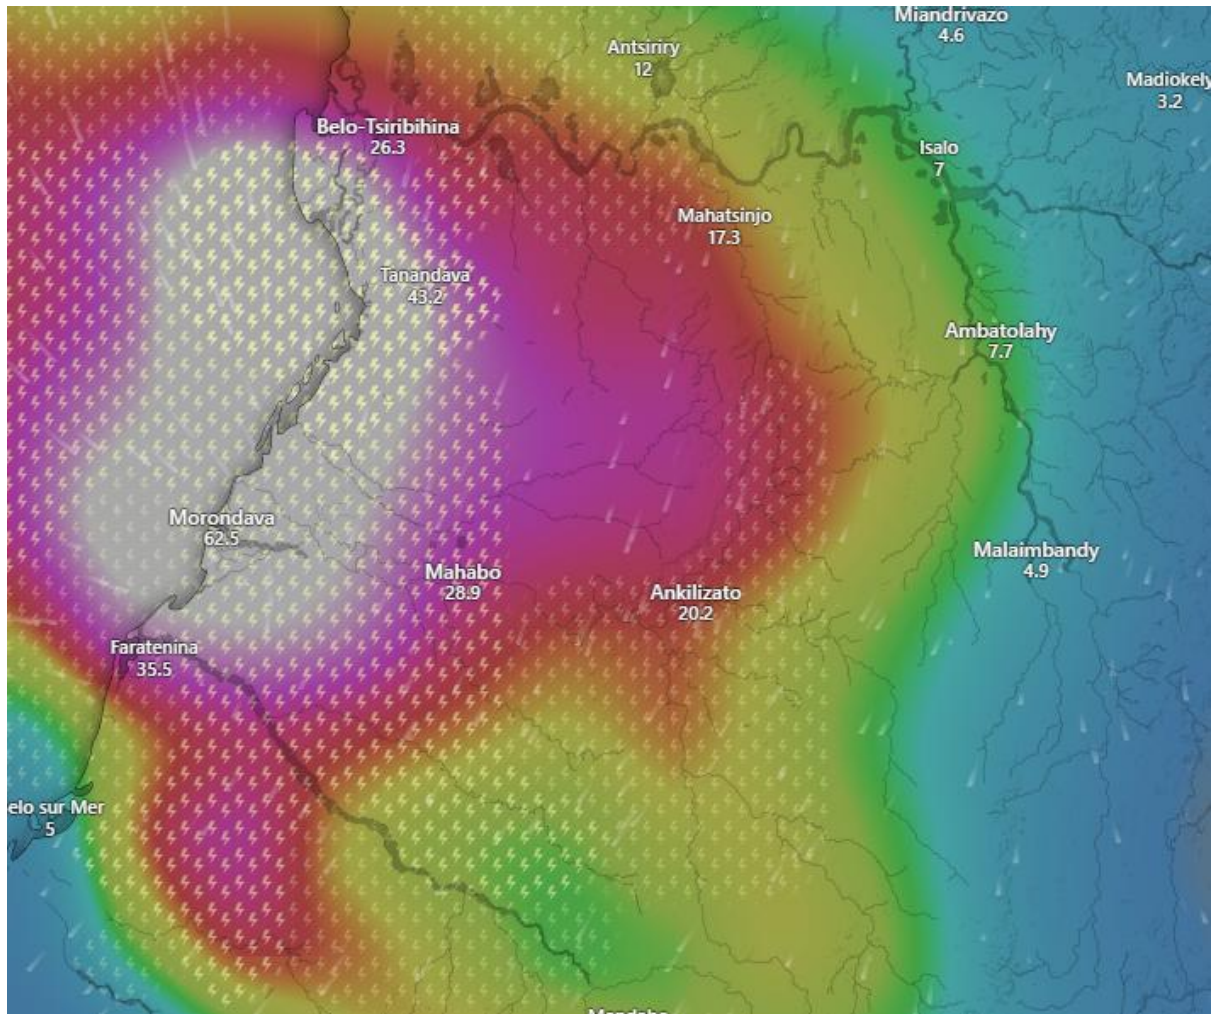 Miandrivazo
4.6
Antsiriry
12
Madiokely
3.2
Belo-Tsiribihina
26.3
Isalo
7
Mahatsinjo
17.3
Tanandava
43.2
Ambatolahy
7.7
Morondava
62.5
Malaimbandy
4.9
Mahabo
28.9
Ankilizato
20.2
Faratenina
35.5
elo sur Mer
5